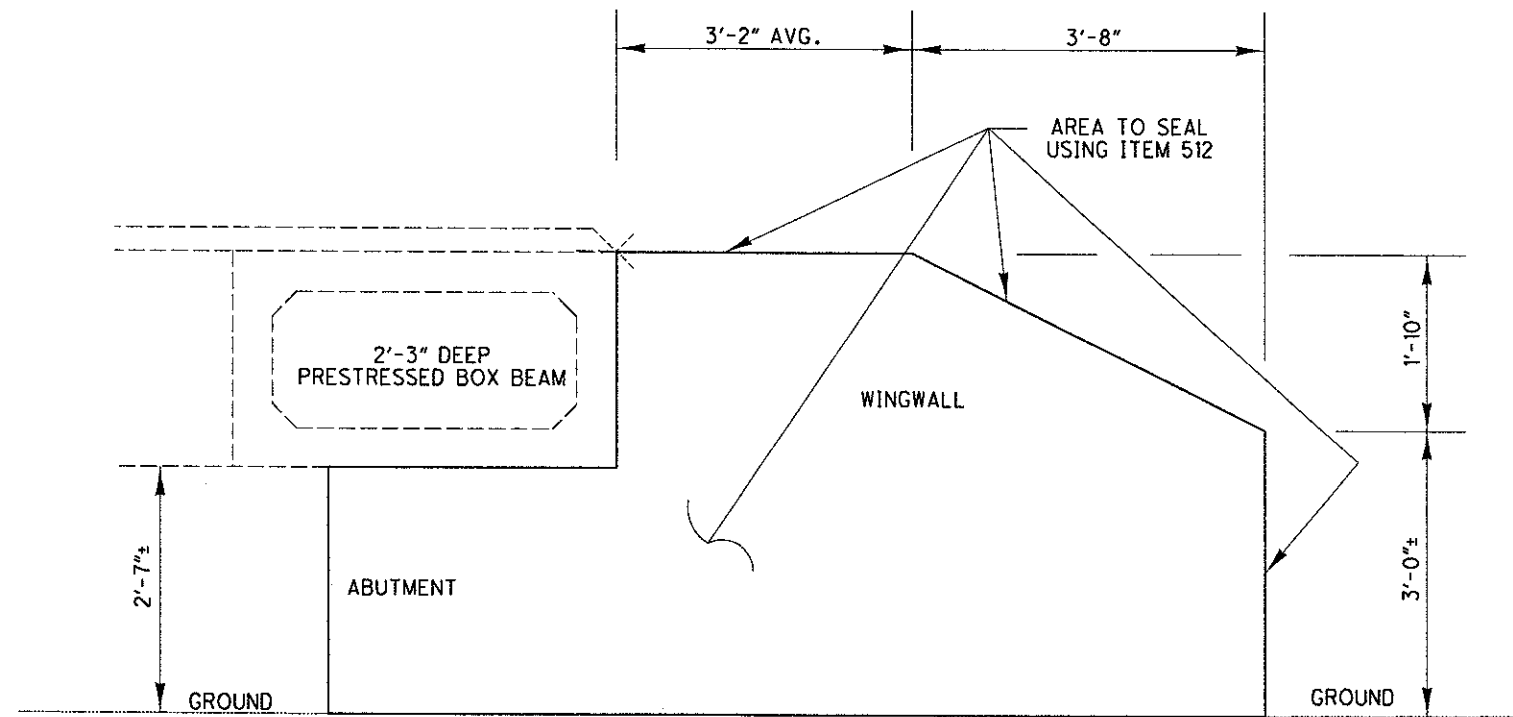 3'-2" AVG.
3'-8"
AREA TO SEAL
USING ITEM 512
2'-3" DEEP
PRESTRESSED BOX BEAM
WINGWALL
1'-10"
2'-7"±
ABUTMENT
3'-0"±
GROUND
GROUND